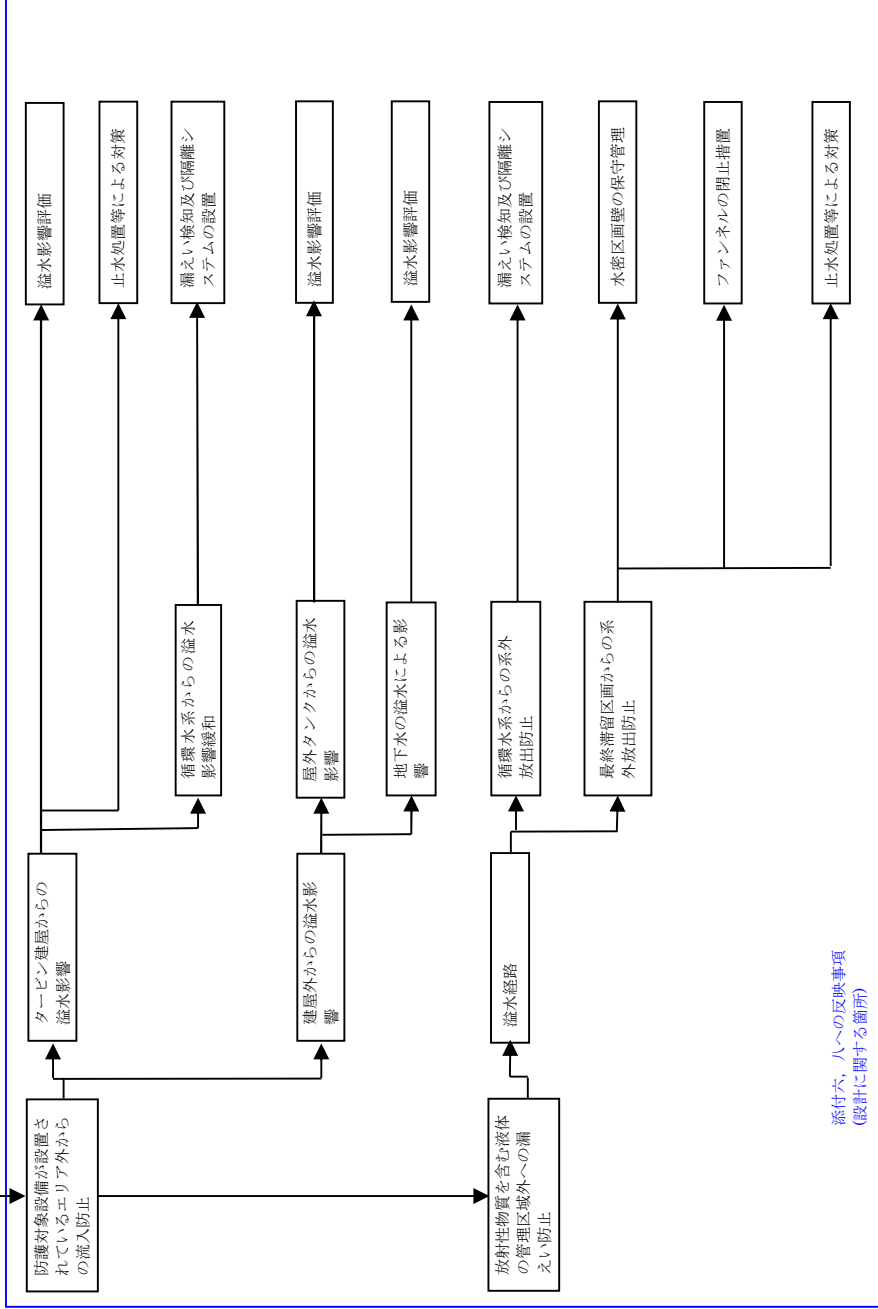 防護対象設備が設置さ
れているエリア外から
の流入防止
タービン建屋からの
溢水影響
溢水影響評価
止水処置等による対策
循環水系からの溢水
影響緩和
漏えい検知及び隔離シ
ステムの設置
建屋外からの溢水影
響
屋外タンクからの溢水
影響
溢水影響評価
地下水の溢水による影
響
溢水影響評価
放射性物質を含む液体
の管理区域外への漏
えい防止
溢水経路
循環水系からの系外
放出防止
漏えい検知及び隔離シ
ステムの設置
最終滞留区画からの系
外放出防止
水密区画壁の保守管理
ファンネルの閉止措置
止水処置等による対策
添付六，八への反映事項
(設計に関する箇所)